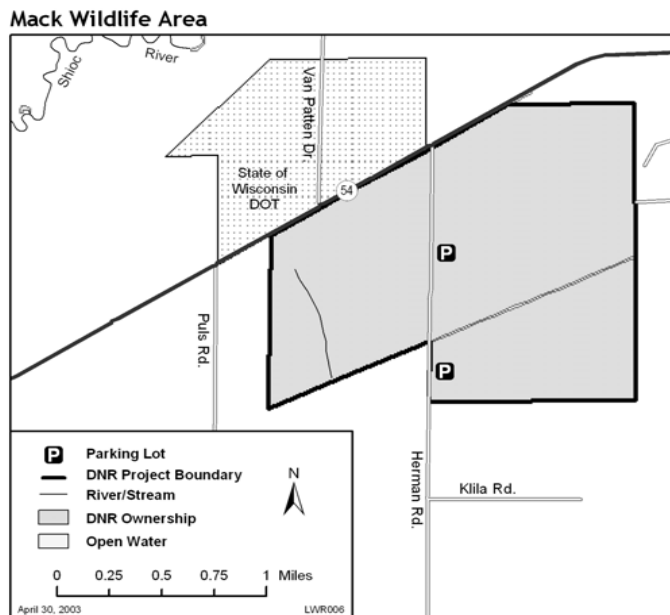 Mack Wildlife Area
Shioc
River
Van Patten Dr.
State of
Wisconsin
DOT
54
P
Puls Rd.
P
Herman Rd.
Klila Rd.
P Parking Lot
DNR Project Boundary
River/Stream
DNR Ownership
Open Water
N
0 0.25 0.5 0.75 1 Miles
April 30, 2003
LWR006